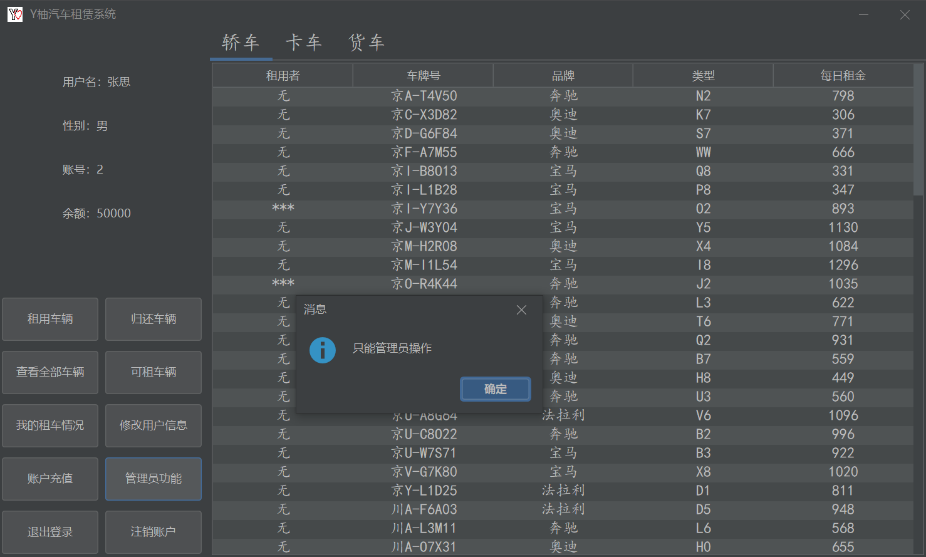 Y柚汽车租赁系统
轿车 卡车 货车
用户名：张思
性别：男
账号：2
余额：50000
租用车辆 归还车辆
查看全部车辆 可租车辆
我的租车情况 修改用户信息
账户充值 管理员功能
退出登录 注销账户
租用者 车牌号 品牌 类型 每日租金
无 京A-T4V50 奔驰 N2 798
无 京C-X3D82 奥迪 K7 306
无 京D-G6F84 奥迪 S7 371
无 京F-A7M55 奔驰 WW 666
无 京I-B8O13 宝马 Q8 331
无 京I-L1B28 宝马 P8 347
*** 京I-Y7Y36 宝马 O2 893
无 京J-W3Y04 宝马 Y5 1130
无 京M-H2R08 奥迪 X4 1084
无 京M-I1L54 宝马 I8 1296
*** 京O-R4K44 奔驰 J2 1035
无 奔驰 L3 622
无 奥迪 T6 771
无 奔驰 Q2 931
无 奔驰 B7 559
无 奥迪 H8 449
无 奔驰 U3 560
无 京U-A8G64 法拉利 V6 1096
无 京U-C8O22 奔驰 B2 996
无 京U-W7S71 宝马 B3 922
无 京V-G7K80 宝马 X8 1020
无 京Y-L1D25 法拉利 D1 811
无 川A-F6A03 法拉利 D5 948
无 川A-L3M11 奔驰 L6 568
无 川A-O7X31 奥迪 H0 655
消息
只能管理员操作
确定